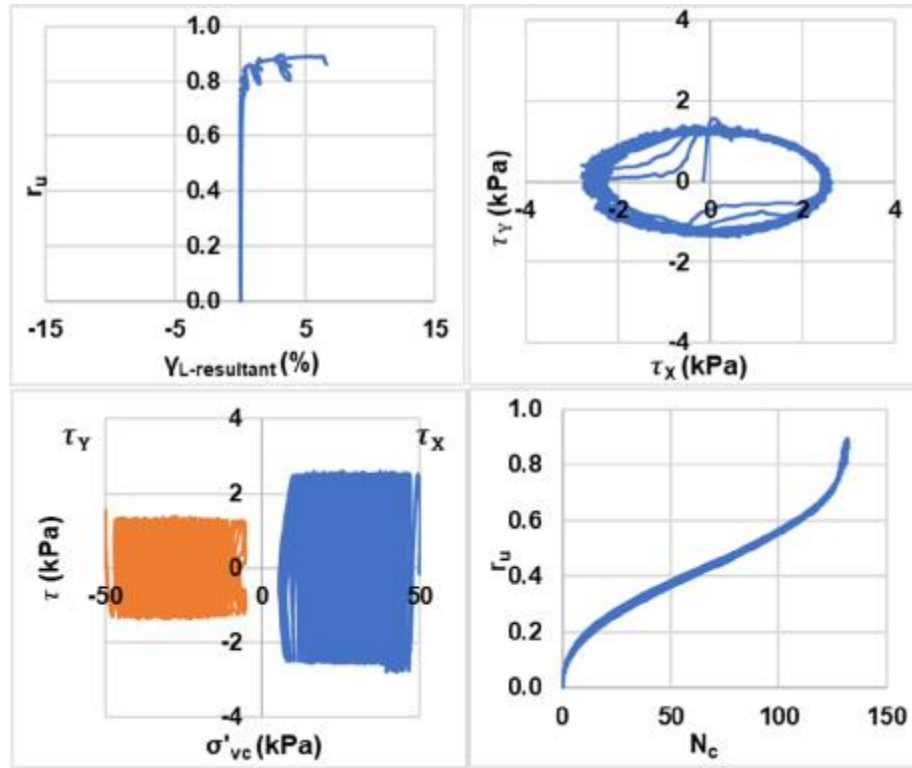 1.0
0.8
0.6
r_u
0.4
0.2
0.0
-15 -5 5 15
γ_L-resultant (%)
4
2
τ_Y (kPa)
0
-4 -2 0 2 4
-2
-4
τ_X (kPa)
4
τ_Y τ_X
2
τ (kPa)
0
-50 0 50
-2
-4
σ'_vc (kPa)
1.0
0.8
0.6
r_u
0.4
0.2
0.0
0 50 100 150
N_c